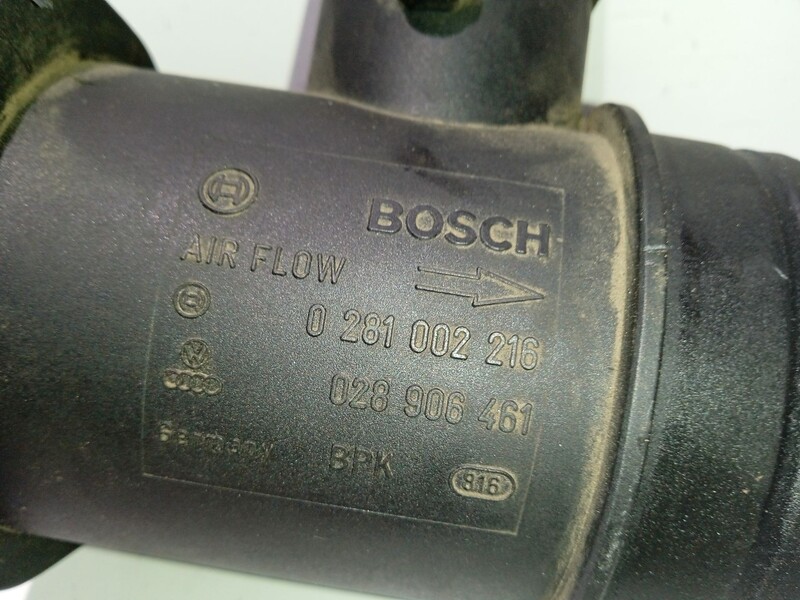 BOSCH
AIR FLOW
0 281 002 216
028 906 461
Germany BPK 816